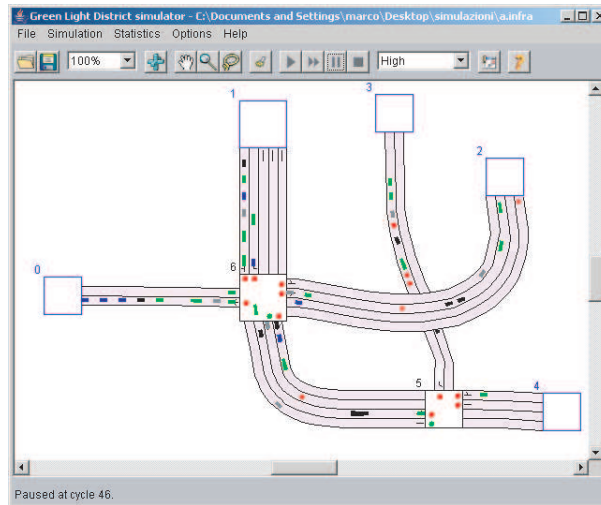 Green Light District simulator - C:\Documents and Settings\marco\Desktop\simulazioni\a.infra
File Simulation Statistics Options Help
100% High
1
3
2
6
0
5
4
Paused at cycle 46.